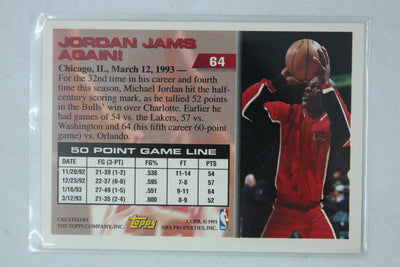 JORDAN JAMS
AGAIN!
64
Chicago, IL., March 12, 1993 —
For the 32nd time in his career and fourth
time this season, Michael Jordan hit the half-
century scoring mark, as he tallied 52 points
in the Bulls' win over Charlotte. Earlier he
had games of 54 vs. the Lakers, 57 vs.
Washington and 64 (his fifth career 60-point
game) vs. Orlando.
50 POINT GAME LINE
DATE FG (3-PT) FG% FT PTS
11/20/92 21-39 (1-2) .538 11-14 54
12/23/92 22-37 (6-8) .595 7-8 57
1/16/93 27-49 (1-5) .551 9-11 64
3/12/93 21-35 (2-4) .600 8-9 52
CREATED BY
THE TOPPS COMPANY, INC.
Topps
COPR. © 1993
NBA PROPERTIES, INC.